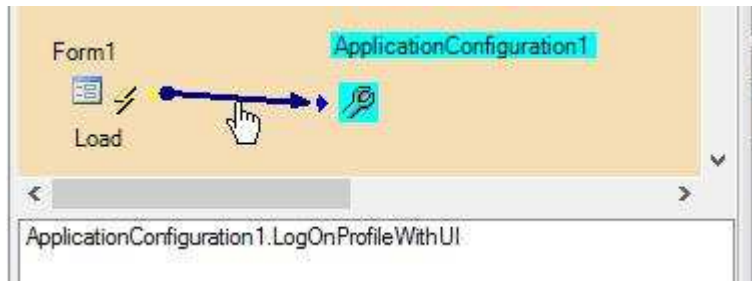 Form1
ApplicationConfiguration1
Load
ApplicationConfiguration1.LogOnProfileWithUI